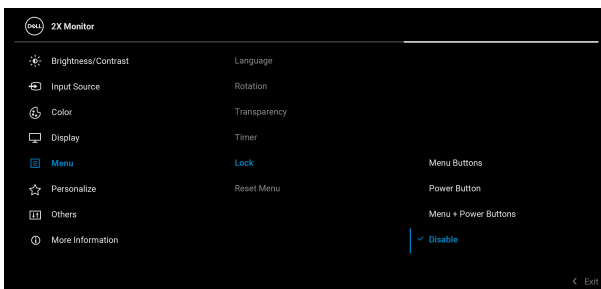 DELL 2X Monitor
Brightness/Contrast Language
Input Source Rotation
Color Transparency
Display Timer
Menu Lock Menu Buttons
Personalize Reset Menu Power Button
Others Menu + Power Buttons
More Information Disable
Exit